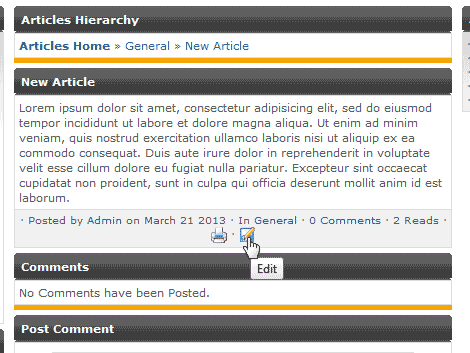 Articles Hierarchy
Articles Home » General » New Article
New Article
Lorem ipsum dolor sit amet, consectetur adipisicing elit, sed do eiusmod
tempor incididunt ut labore et dolore magna aliqua. Ut enim ad minim
veniam, quis nostrud exercitation ullamco laboris nisi ut aliquip ex ea
commodo consequat. Duis aute irure dolor in reprehenderit in voluptate
velit esse cillum dolore eu fugiat nulla pariatur. Excepteur sint occaecat
cupidatat non proident, sunt in culpa qui officia deserunt mollit anim id est
laborum.
· Posted by Admin on March 21 2013 · In General · 0 Comments · 2 Reads ·
·
Edit
Comments
No Comments have been Posted.
Post Comment